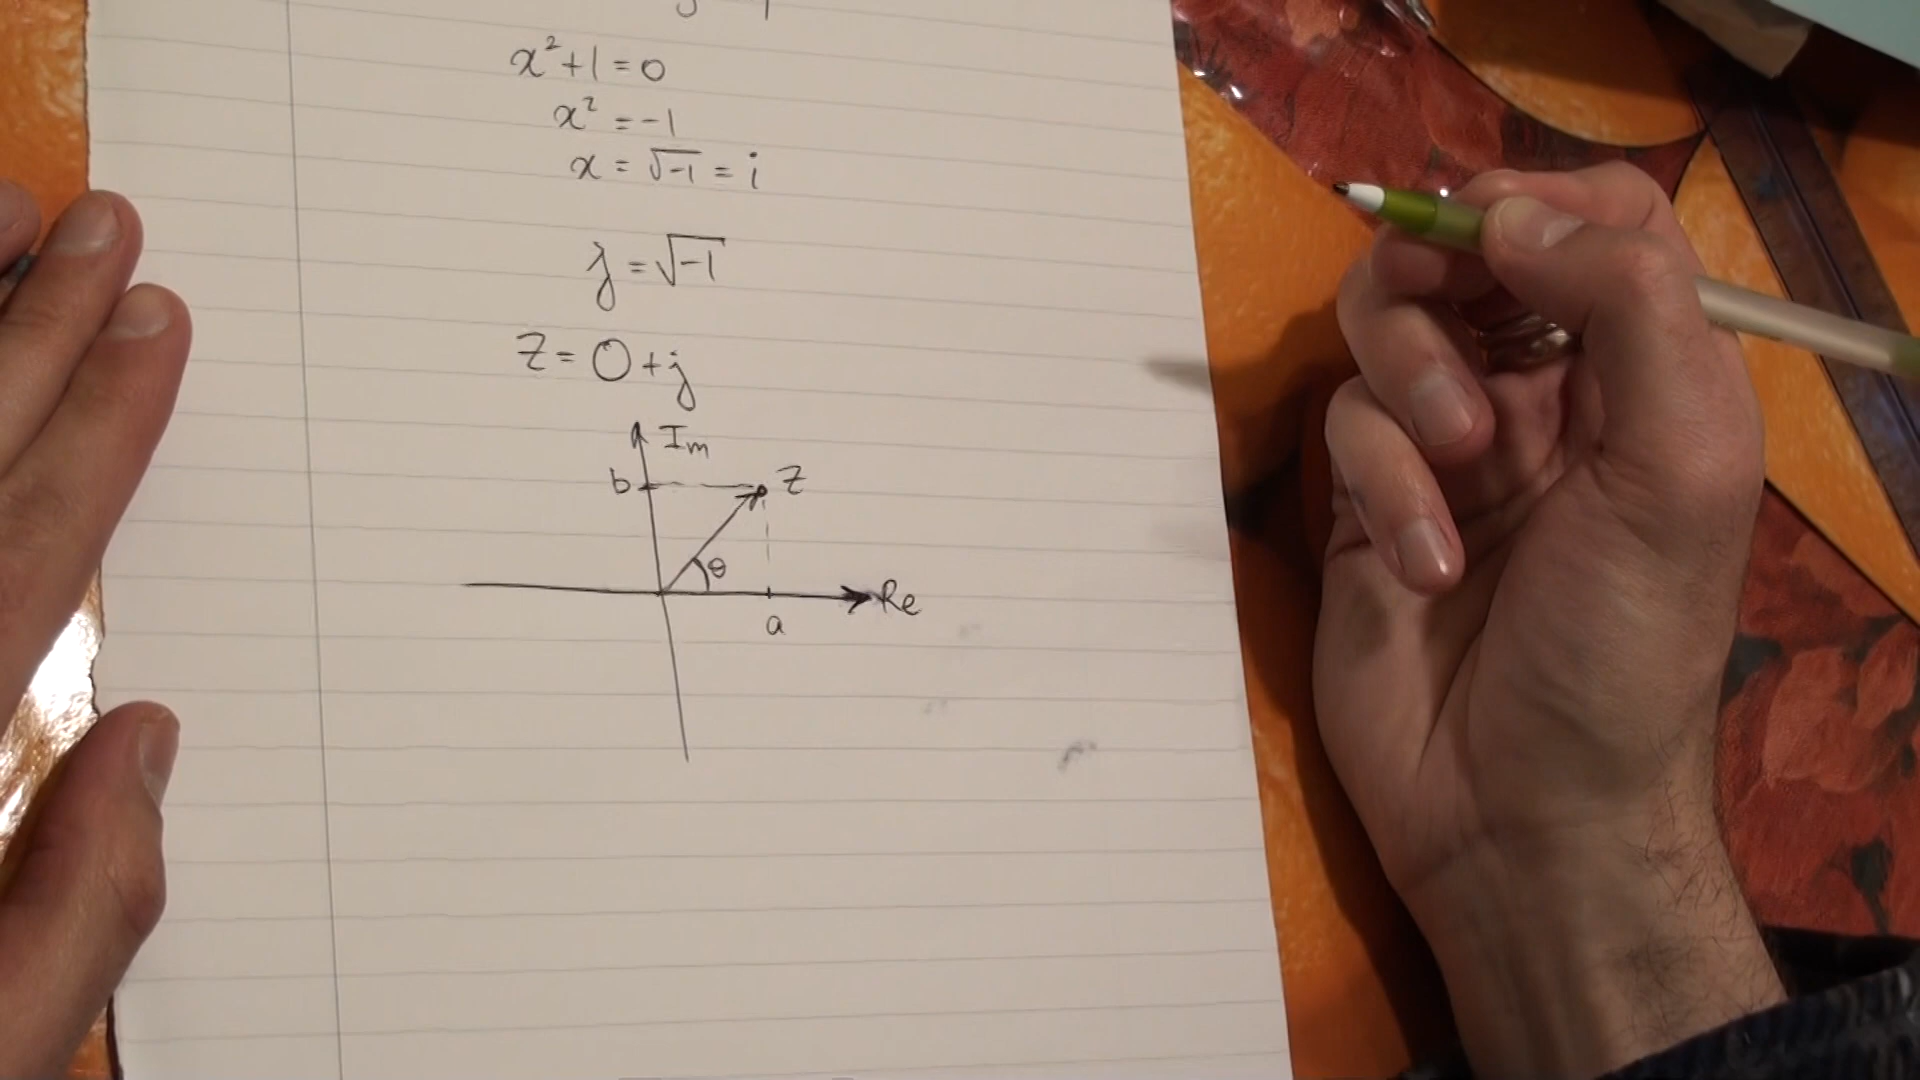 x² + 1 = 0
x² = -1
x = √-1 = i
j = √-1
Z = 0 + j
Im
b Z
θ
Re
a